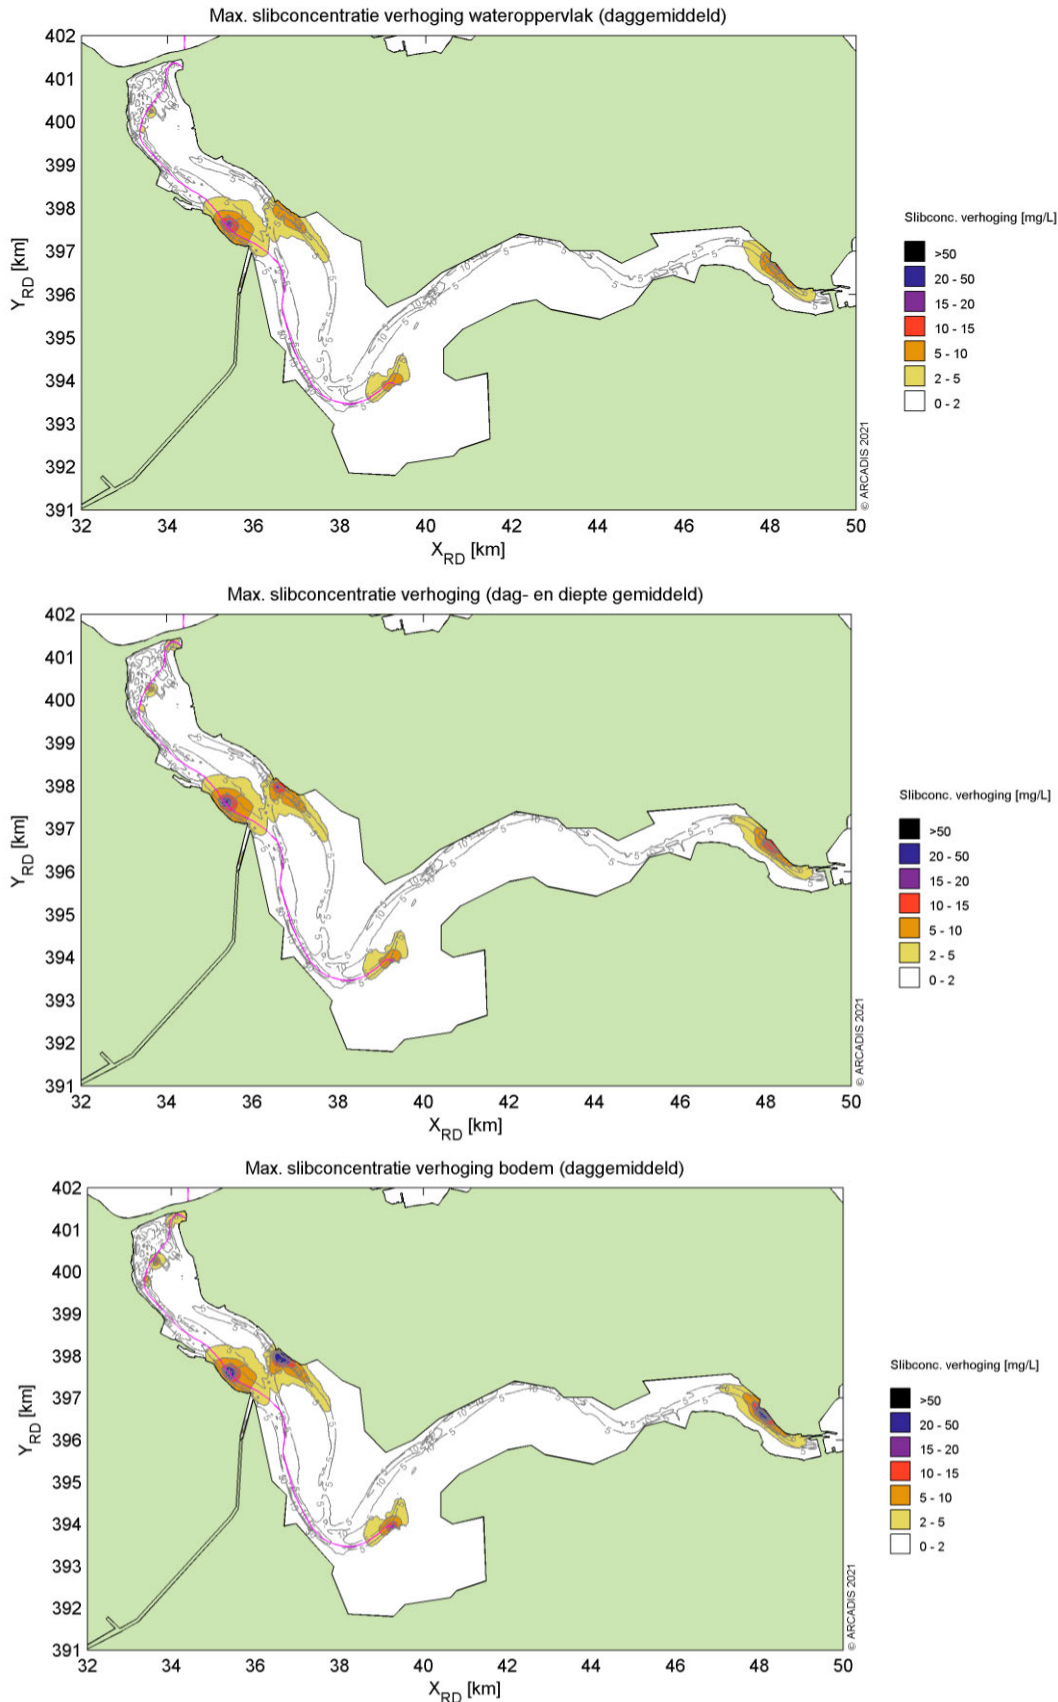 Max. slibconcentratie verhoging wateroppervlak (daggemiddeld)
402
401
400
399
398
397
396
395
394
393
392
391
Y_RD [km]
32 34 36 38 40 42 44 46 48 50
X_RD [km]
Slibconc. verhoging [mg/L]
>50
20 - 50
15 - 20
10 - 15
5 - 10
2 - 5
0 - 2
© ARCADIS 2021
Max. slibconcentratie verhoging (dag- en diepte gemiddeld)
402
401
400
399
398
397
396
395
394
393
392
391
Y_RD [km]
32 34 36 38 40 42 44 46 48 50
X_RD [km]
Slibconc. verhoging [mg/L]
>50
20 - 50
15 - 20
10 - 15
5 - 10
2 - 5
0 - 2
© ARCADIS 2021
Max. slibconcentratie verhoging bodem (daggemiddeld)
402
401
400
399
398
397
396
395
394
393
392
391
Y_RD [km]
32 34 36 38 40 42 44 46 48 50
X_RD [km]
Slibconc. verhoging [mg/L]
>50
20 - 50
15 - 20
10 - 15
5 - 10
2 - 5
0 - 2
© ARCADIS 2021